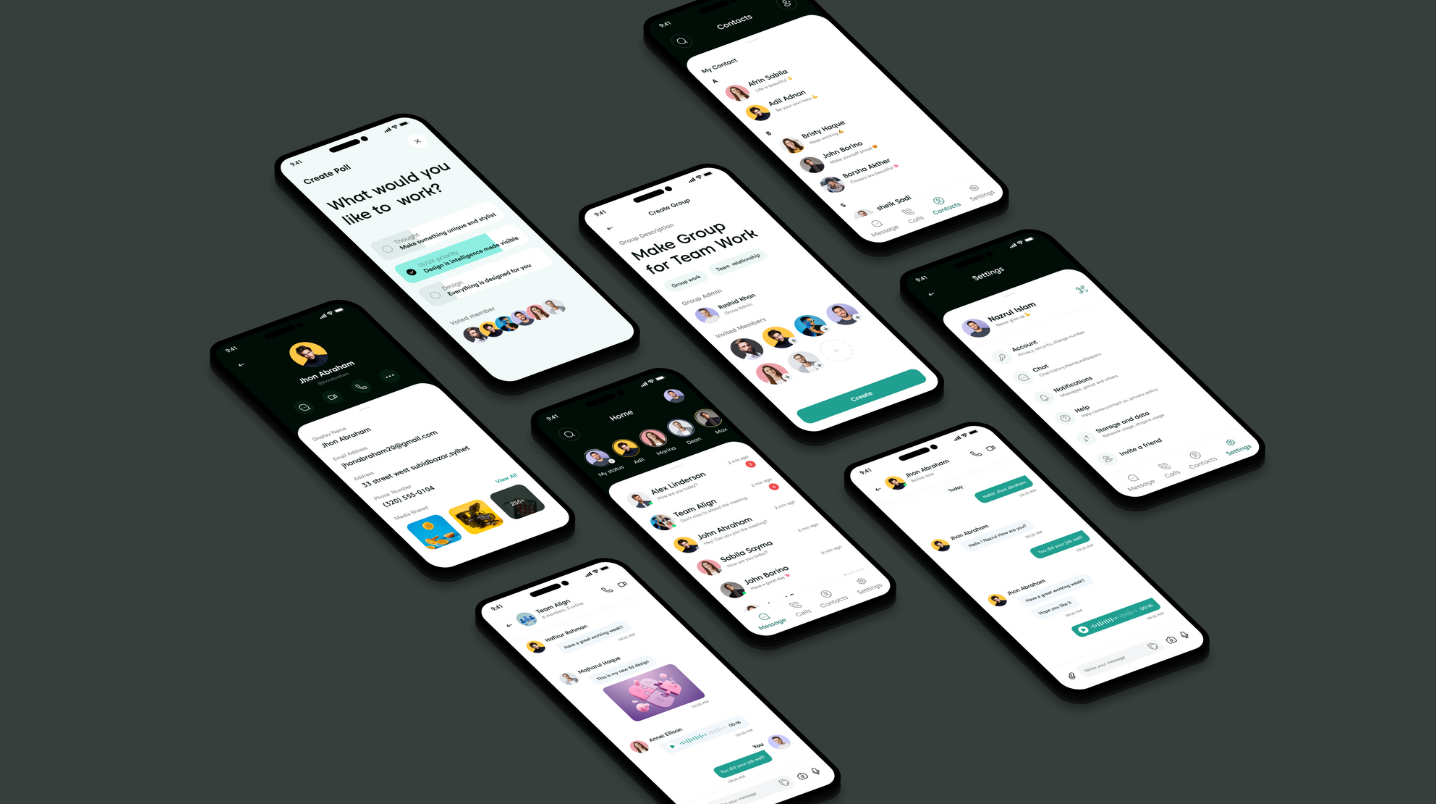 9:41
Contacts
My Contact
A
Afrin Sabila
Life is beautiful 👌
Adil Adnan
Be your own hero 💪
B
Bristy Haque
Keep working 💪
John Borino
Make yourself proud 😍
Borsha Akther
Flowers are beautiful 🌸
S
sheik Sadi
Message
Calls
Contacts
Settings
9:41
Create Poll
What would you
like to work?
Thought
Make something unique and stylist
UI/UX priority
Design is intelligence made visible
Design
Everything is designed for you
Voted member
9:41
Create Group
Group Description
Make Group
for Team Work
Group work
Team relationship
Group Admin
Rashid Khan
Group Admin
Invited Members
Create
9:41
Settings
Nazrul Islam
Never give up 💪
Account
Privacy, security, change number
Chat
Chat history,theme,wallpapers
Notifications
Messages, group and others
Help
Help center,contact us, privacy policy
Storage and data
Network usage, stogare usage
Invite a friend
Message
Calls
Contacts
Settings
9:41
Jhon Abraham
Display Name
Jhon Abraham
Email Address
jhonabraham20@gmail.com
Address
33 street west subidbazar,sylhet
Phone Number
(320) 555-0104
Media Shared
View All
255+
9:41
Home
My status
Adil
Marina
Dean
Max
Alex Linderson
How are you today?
2 min ago
Team Align
Don't miss to attend the meeting.
2 min ago
John Ahraham
Hey! Can you join the meeting?
2 min ago
Sabila Sayma
How are you today?
2 min ago
John Borino
Have a good day 🌸
2 min ago
Message
Calls
Contacts
Settings
9:41
Jhon Abraham
Active now
Today
Hello! Jhon abraham
09:25 AM
Jhon Abraham
Hello ! Nazrul How are you?
09:25 AM
You did your job well!
09:25 AM
Jhon Abraham
Have a great working week!!
Hope you like it
09:25 AM
00:16
09:25 AM
Write your message
9:41
Team Align
8 members, 5 online
Hafizur Rahman
Have a great working week!!
09:25 AM
Majharul Haque
This is my new 3d design
09:25 AM
Annei Ellison
00:16
09:25 AM
You
You did your job well!
09:25 AM
your message